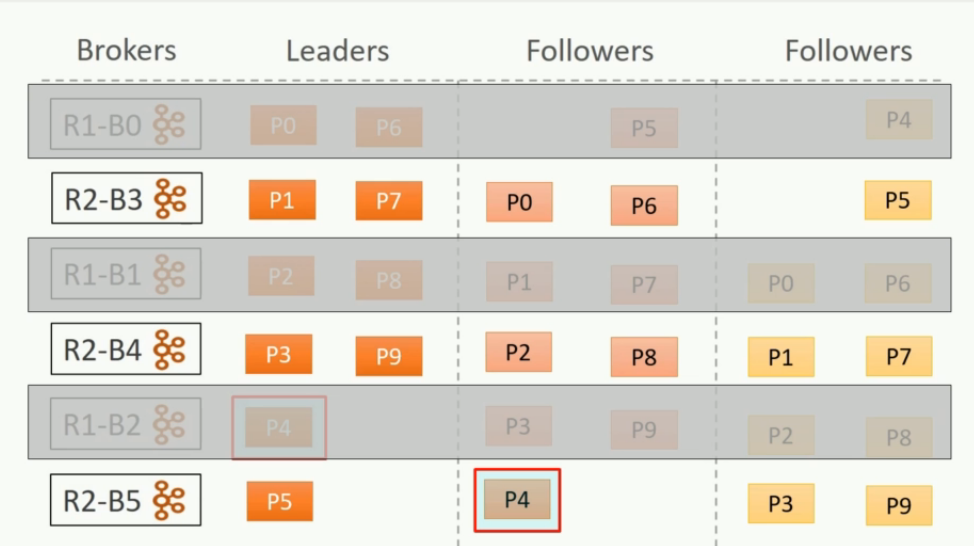 Brokers Leaders Followers Followers
R1-B0 P0 P6 P5 P4
R2-B3 P1 P7 P0 P6 P5
R1-B1 P2 P8 P1 P7 P0 P6
R2-B4 P3 P9 P2 P8 P1 P7
R1-B2 P4 P3 P9 P2 P8
R2-B5 P5 P4 P3 P9